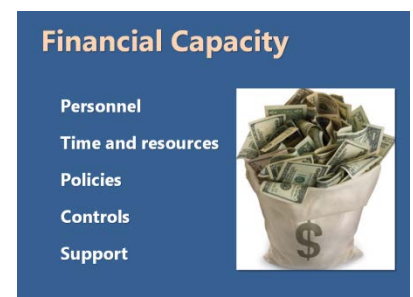 Financial Capacity
Personnel
Time and resources
Policies
Controls
Support
$